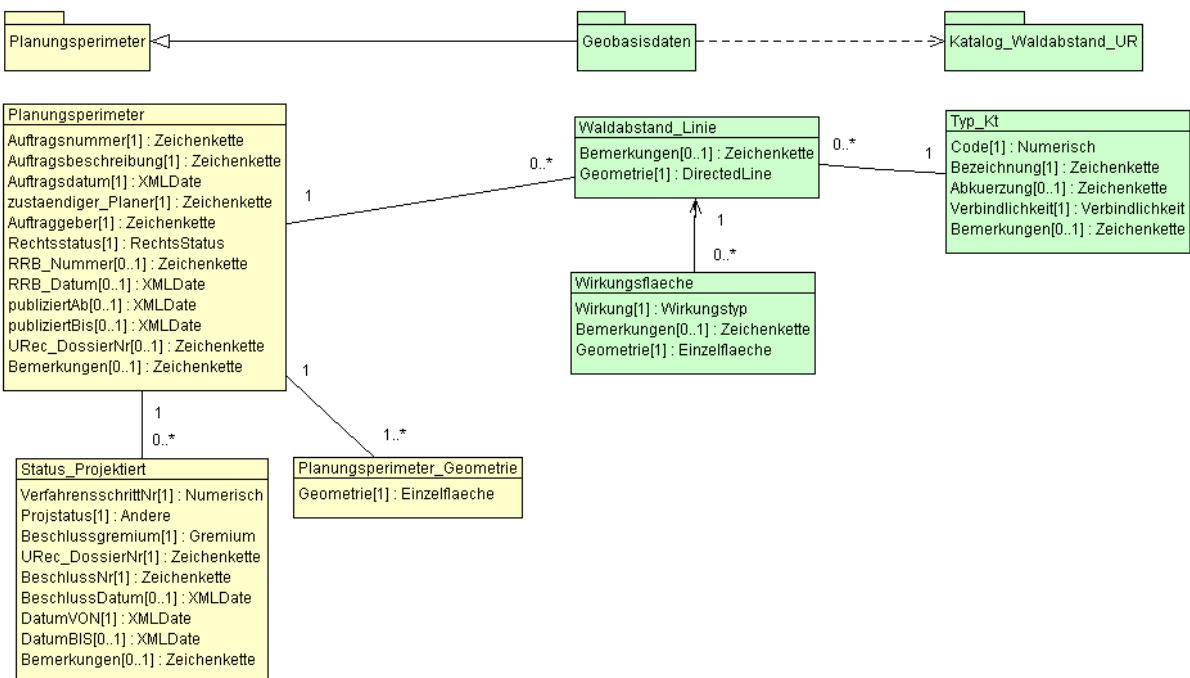 Planungsperimeter
Geobasisdaten
Katalog_Waldabstand_UR
Planungsperimeter
Auftragsnummer[1] : Zeichenkette
Auftragsbeschreibung[1] : Zeichenkette
Auftragsdatum[1] : XMLDate
zustaendiger_Planer[1] : Zeichenkette
Auftraggeber[1] : Zeichenkette
Rechtsstatus[1] : RechtsStatus
RRB_Nummer[0..1] : Zeichenkette
RRB_Datum[0..1] : XMLDate
publiziertAb[0..1] : XMLDate
publiziertBis[0..1] : XMLDate
URec_DossierNr[0..1] : Zeichenkette
Bemerkungen[0..1] : Zeichenkette
1
0..*
Waldabstand_Linie
Bemerkungen[0..1] : Zeichenkette
Geometrie[1] : DirectedLine
0..*
1
Typ_Kt
Code[1] : Numerisch
Bezeichnung[1] : Zeichenkette
Abkuerzung[0..1] : Zeichenkette
Verbindlichkeit[1] : Verbindlichkeit
Bemerkungen[0..1] : Zeichenkette
1
0..*
Wirkungsflaeche
Wirkung[1] : Wirkungstyp
Bemerkungen[0..1] : Zeichenkette
Geometrie[1] : Einzelflaeche
1
1..*
Planungsperimeter_Geometrie
Geometrie[1] : Einzelflaeche
1
0..*
Status_Projektiert
VerfahrensschrittNr[1] : Numerisch
Projstatus[1] : Andere
Beschlussgremium[1] : Gremium
URec_DossierNr[1] : Zeichenkette
BeschlussNr[1] : Zeichenkette
BeschlussDatum[0..1] : XMLDate
DatumVON[1] : XMLDate
DatumBIS[0..1] : XMLDate
Bemerkungen[0..1] : Zeichenkette